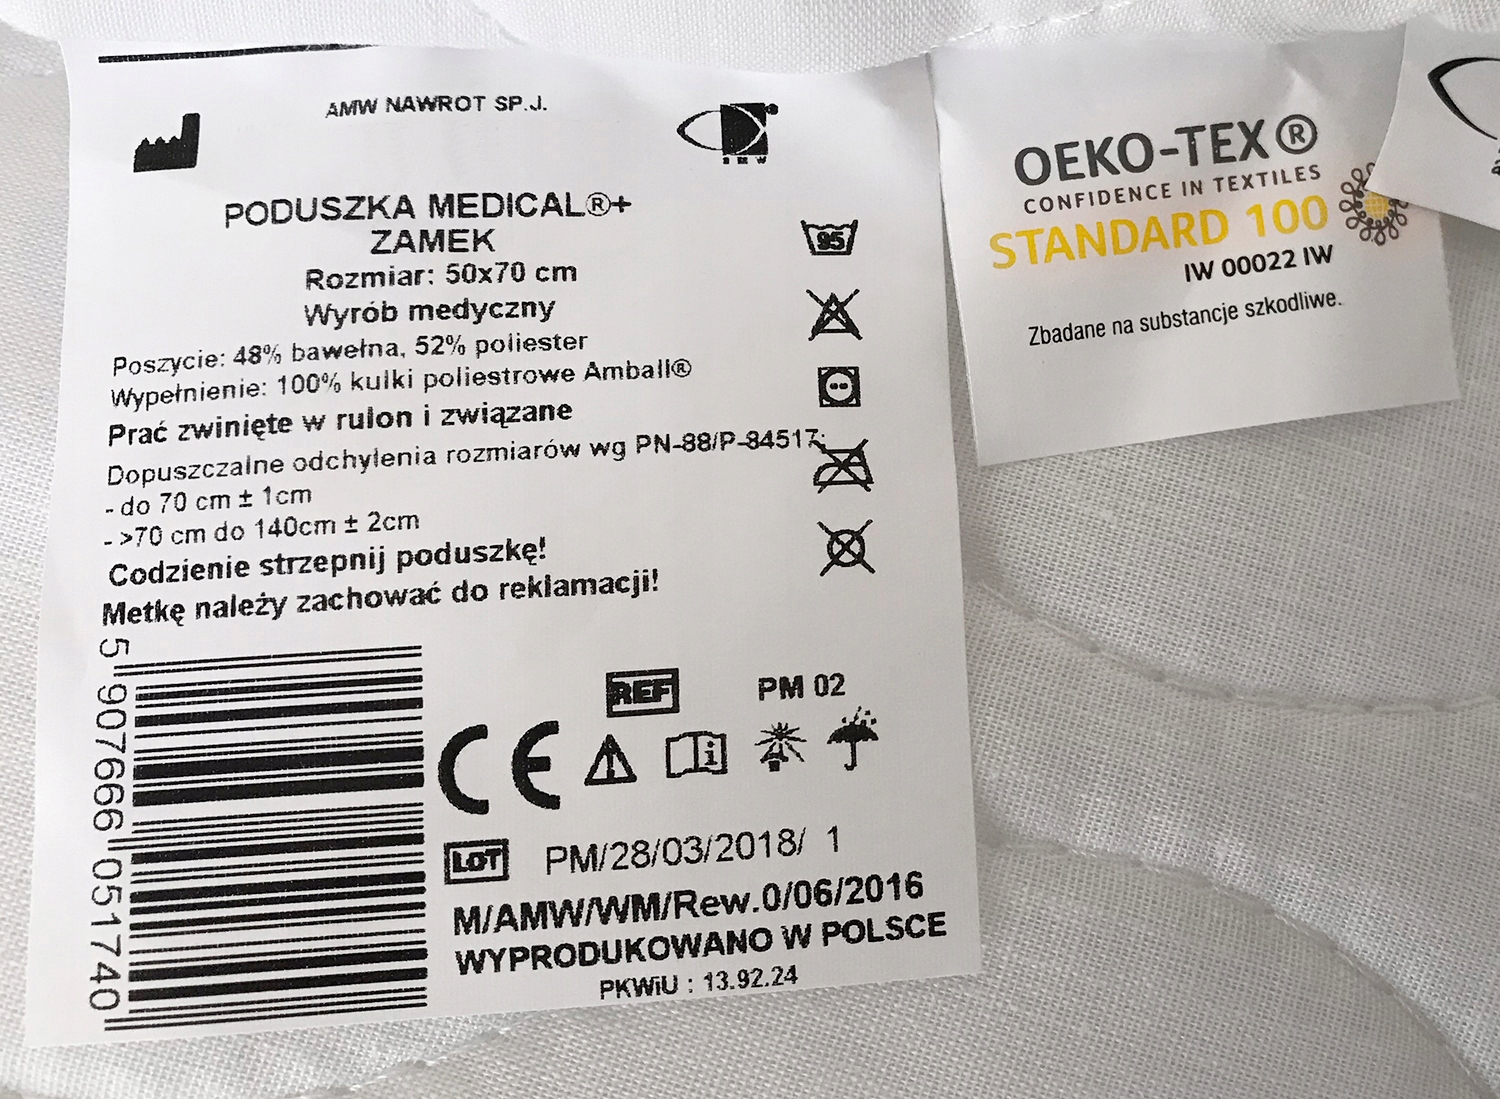 AMW NAWROT SP.J.
AMW
PODUSZKA MEDICAL®+
ZAMEK
Rozmiar: 50x70 cm
Wyrób medyczny
Poszycie: 48% bawełna, 52% poliester
Wypełnienie: 100% kulki poliestrowe Amball®
Prać zwinięte w rulon i związane
Dopuszczalne odchylenia rozmiarów wg PN-88/P-84517:
- do 70 cm ± 1cm
- >70 cm do 140cm ± 2cm
Codzienie strzepnij poduszkę!
Metkę należy zachować do reklamacji!
95
5 907666 051740
REF PM 02
CE
LOT PM/28/03/2018/ 1
M/AMW/WM/Rew.0/06/2016
WYPRODUKOWANO W POLSCE
PKWiU : 13.92.24
OEKO-TEX®
CONFIDENCE IN TEXTILES
STANDARD 100
IW 00022 IW
Zbadane na substancje szkodliwe.